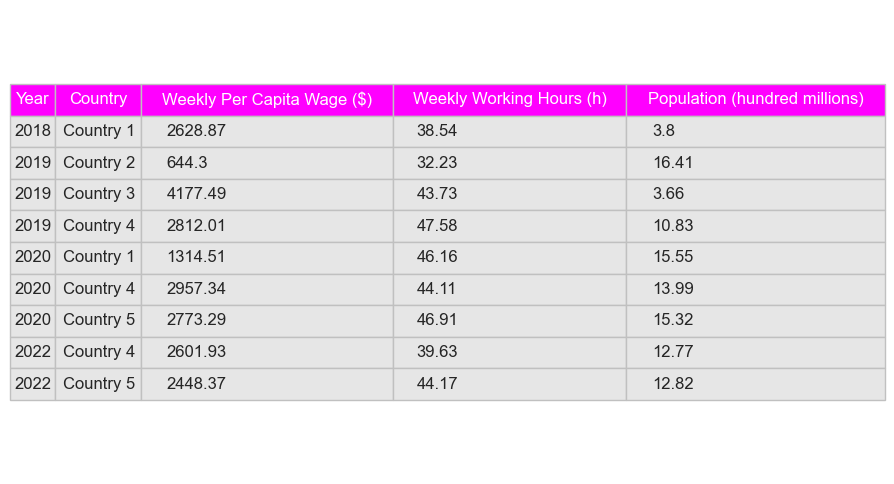 Year Country Weekly Per Capita Wage ($) Weekly Working Hours (h) Population (hundred millions)
2018 Country 1 2628.87 38.54 3.8
2019 Country 2 644.3 32.23 16.41
2019 Country 3 4177.49 43.73 3.66
2019 Country 4 2812.01 47.58 10.83
2020 Country 1 1314.51 46.16 15.55
2020 Country 4 2957.34 44.11 13.99
2020 Country 5 2773.29 46.91 15.32
2022 Country 4 2601.93 39.63 12.77
2022 Country 5 2448.37 44.17 12.82